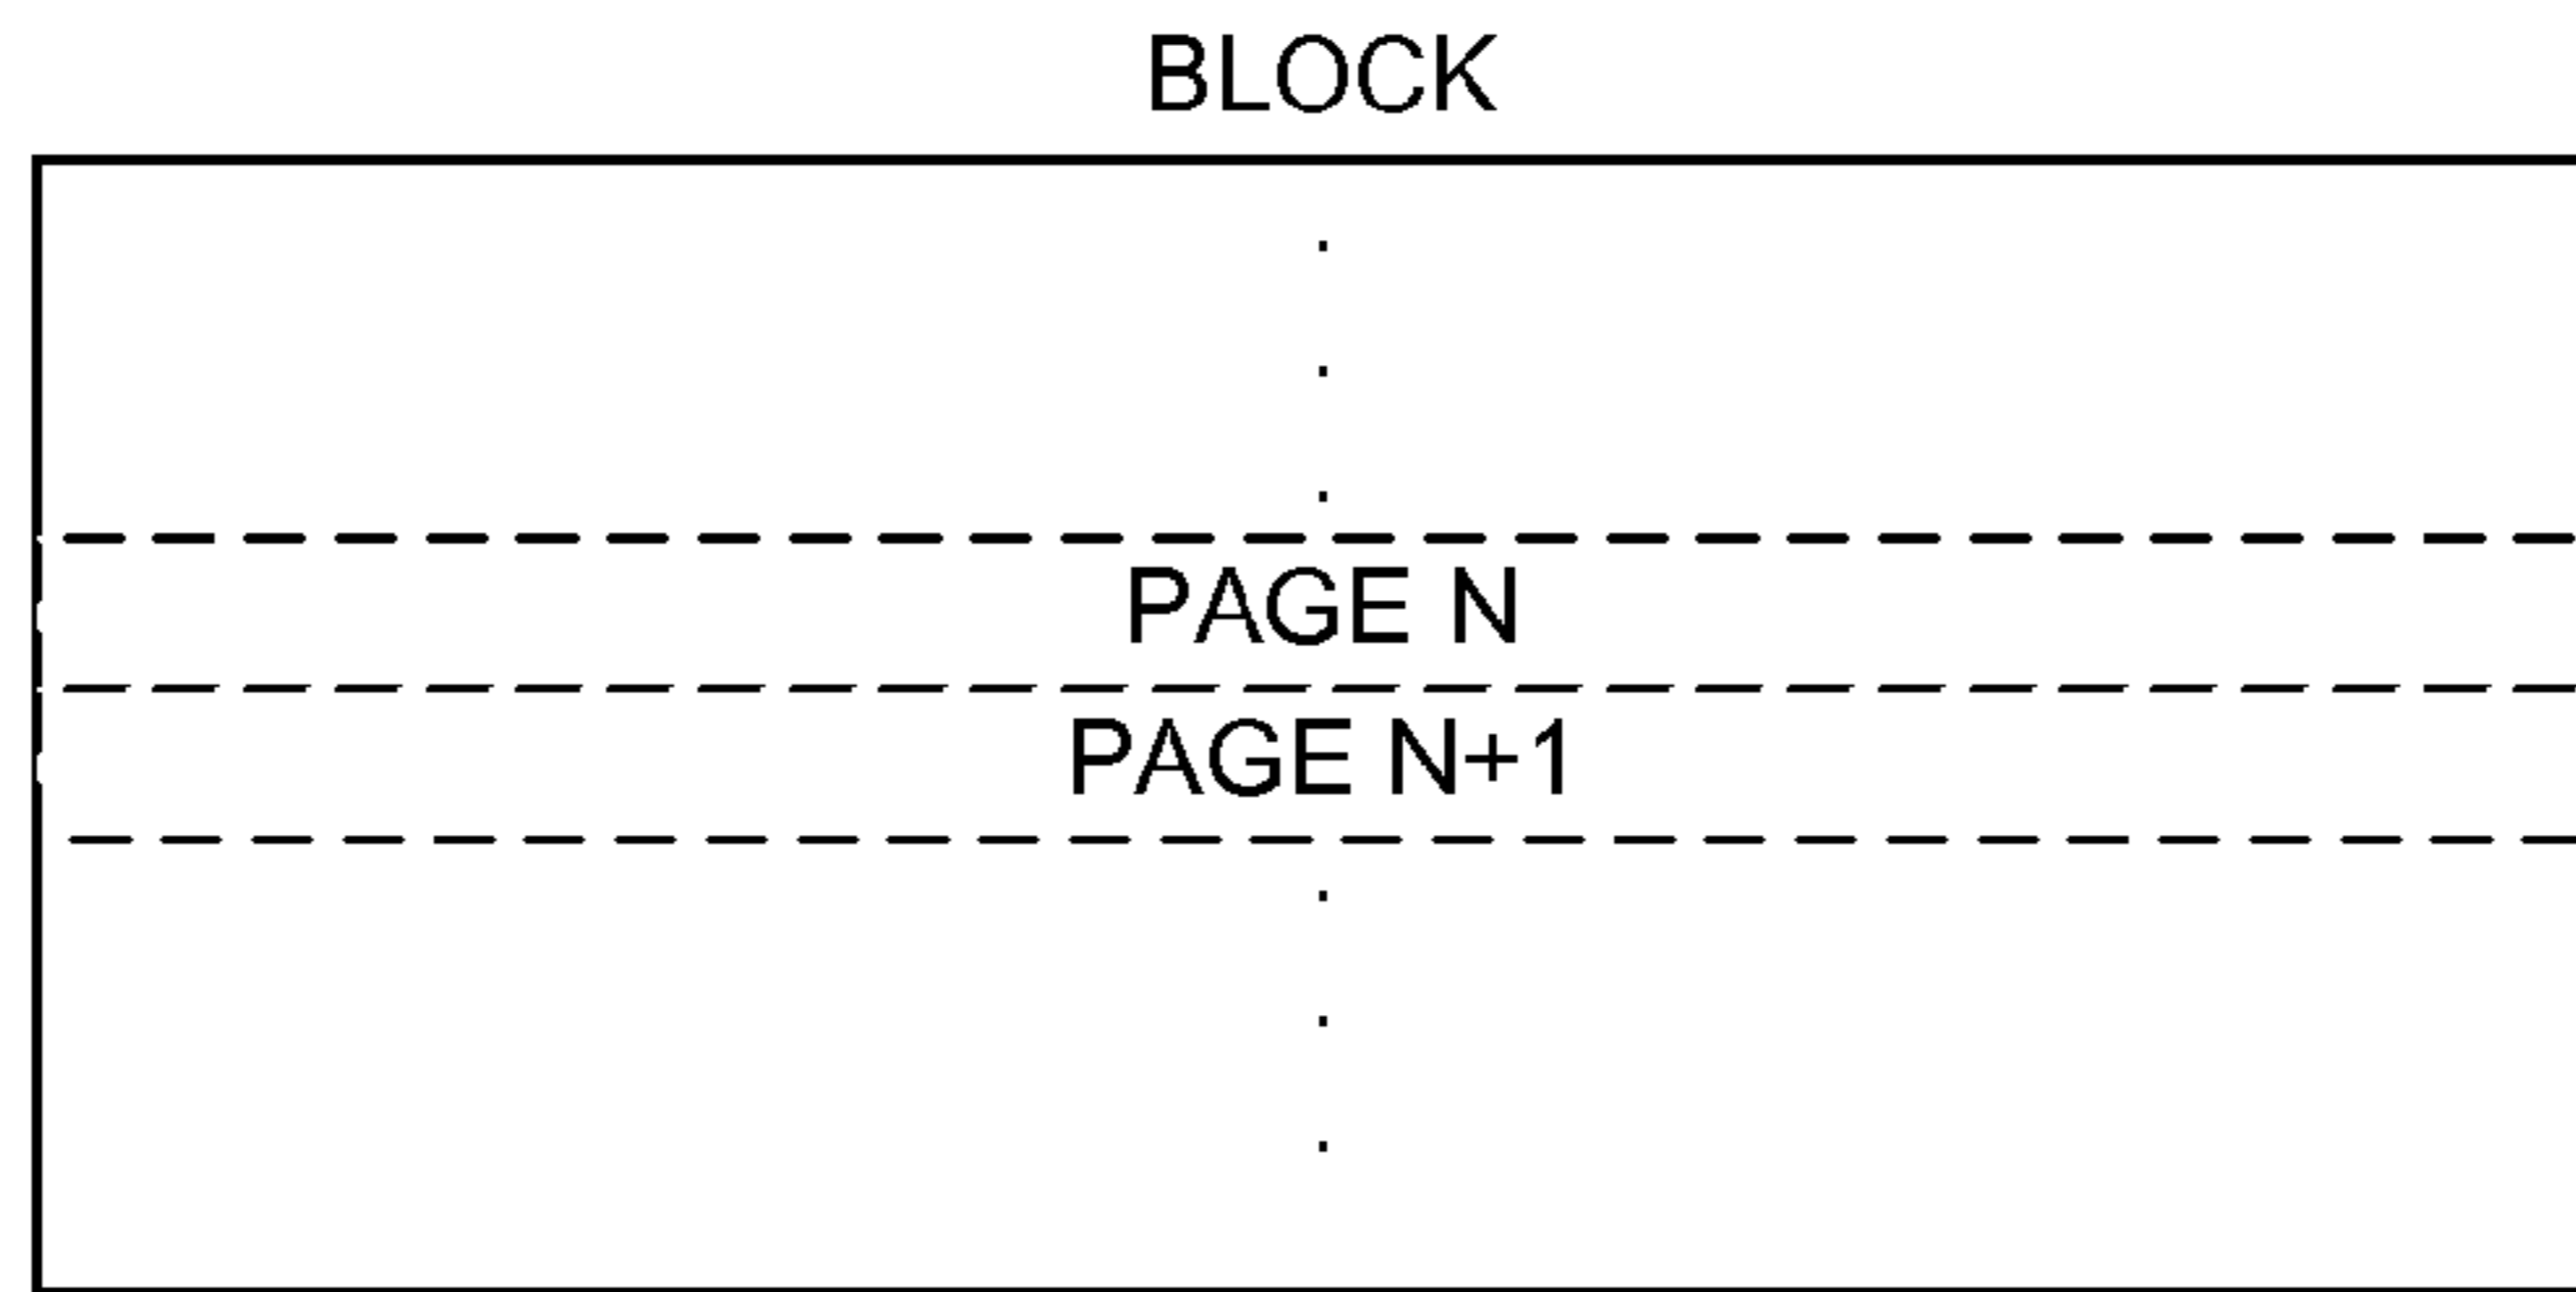 BLOCK
.
.
.
PAGE N
PAGE N+1
.
.
.